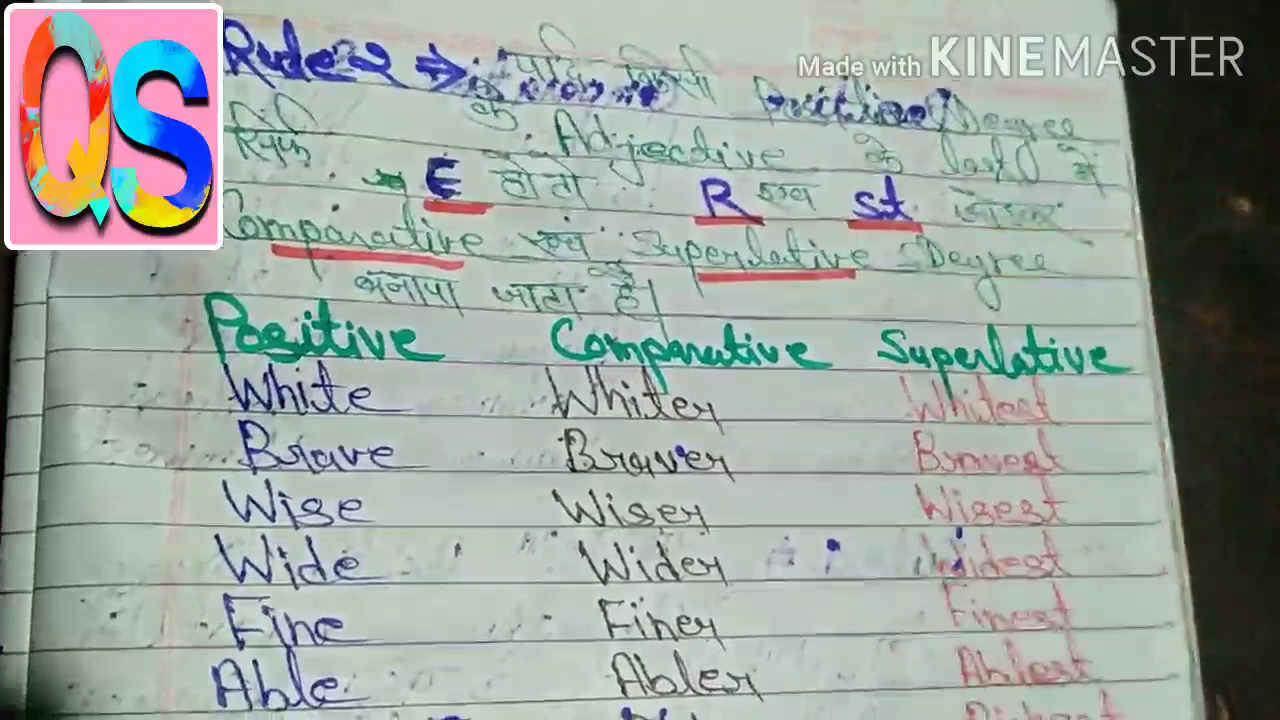 QS
Made with KINEMASTER
Rule 2 ⇒ यदि किसी Positive Degree
के Adjective के last में
सिर्फ E हो तो R एवं St जोड़कर
Comparative एवं Superlative Degree
बनाया जाता है।
Positive Comparative Superlative
White Whiter Whitest
Brave Braver Bravest
Wise Wiser Wisest
Wide Wider Widest
Fine Finer Finest
Able Abler Ablest